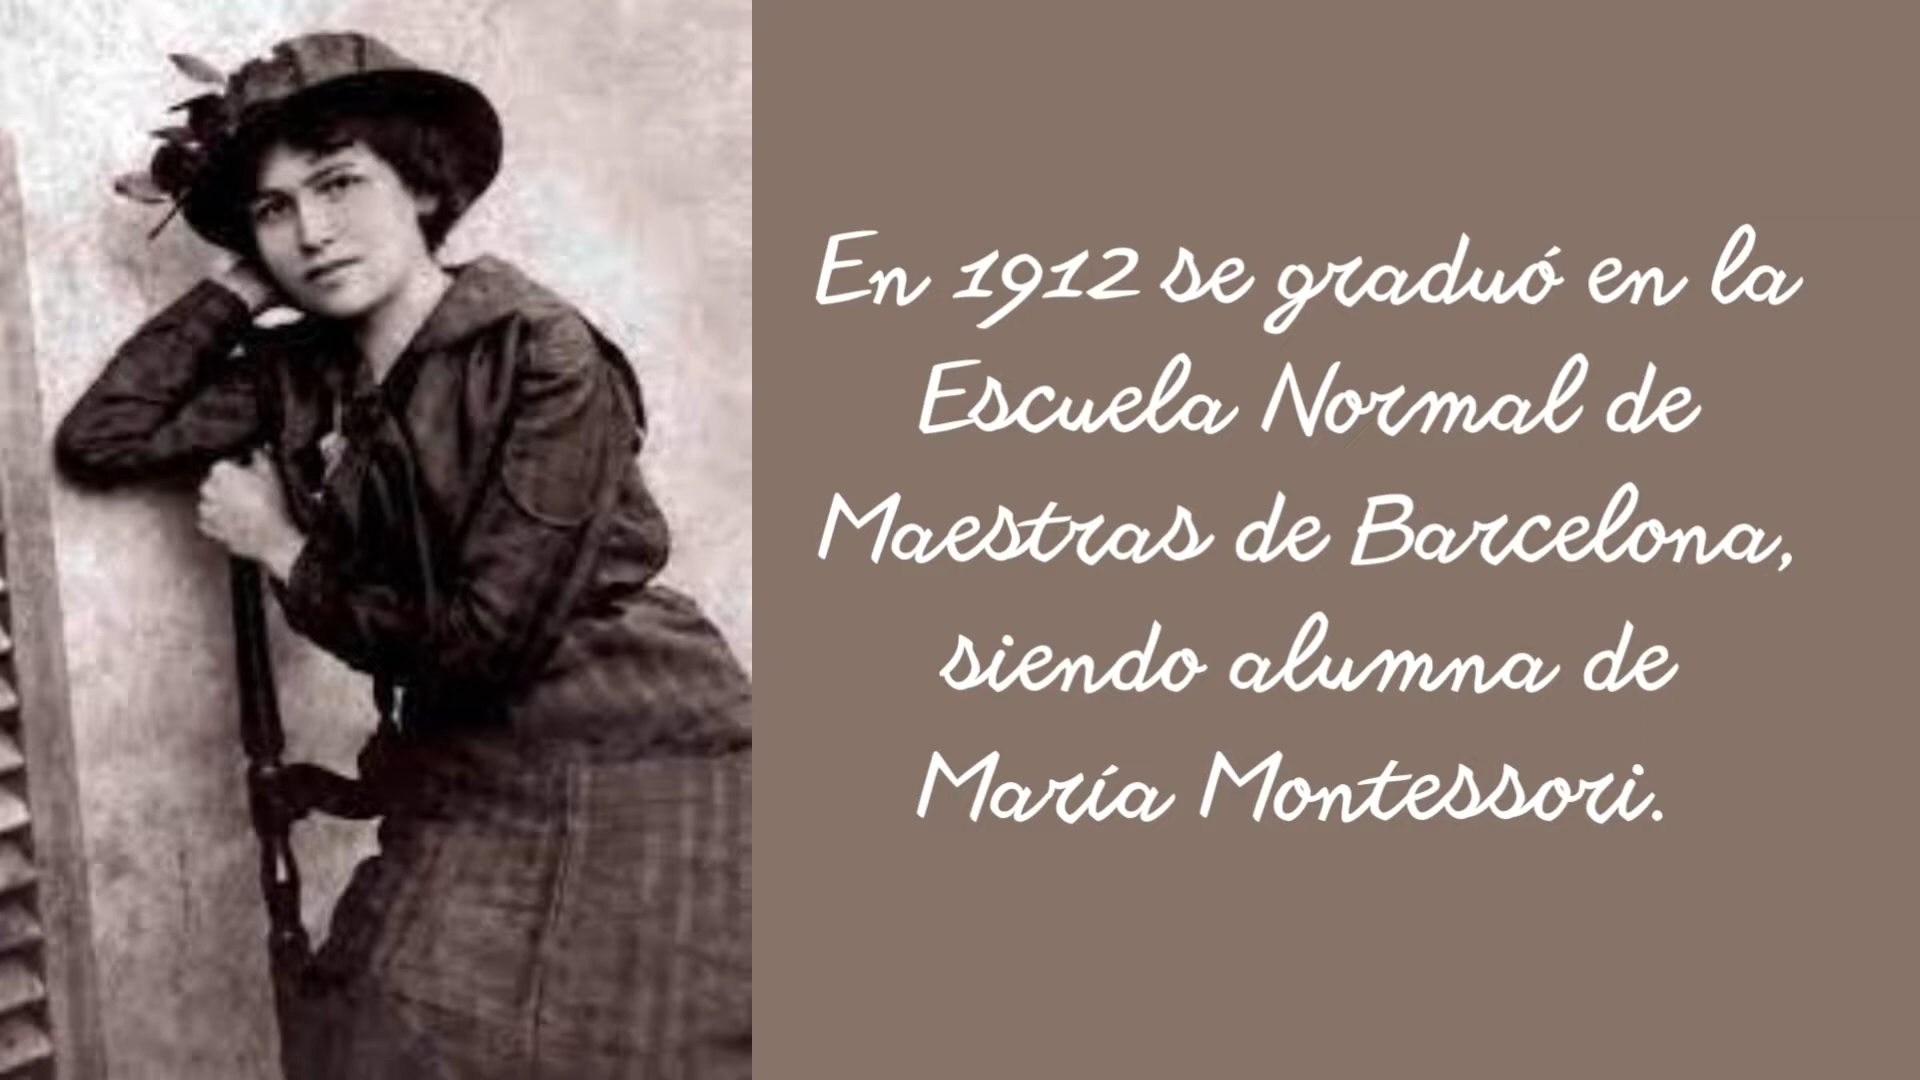 En 1912 se graduó en la
Escuela Normal de
Maestras de Barcelona,
siendo alumna de
María Montessori.